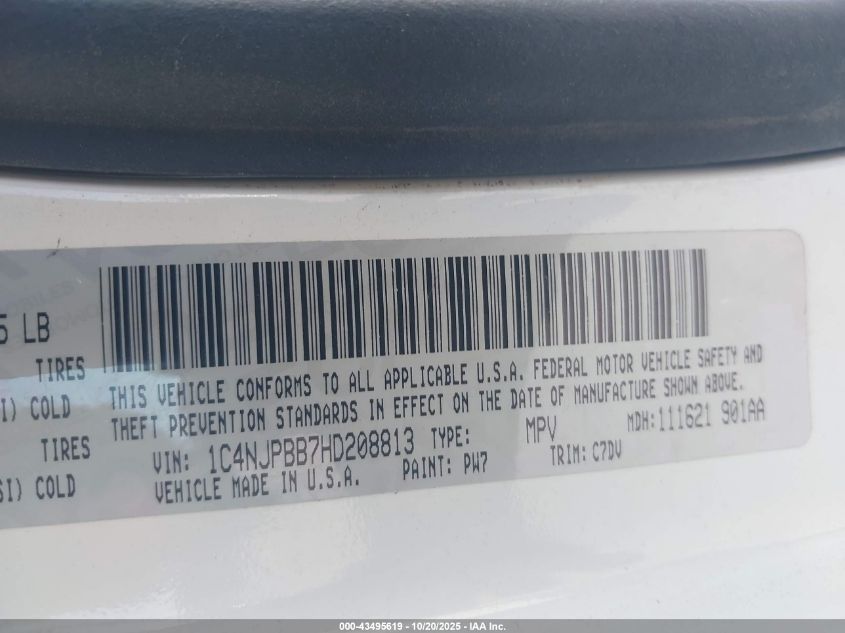 5 LB
TIRES
I) COLD
TIRES
SI) COLD
THIS VEHICLE CONFORMS TO ALL APPLICABLE U.S.A. FEDERAL MOTOR VEHICLE SAFETY AND
THEFT PREVENTION STANDARDS IN EFFECT ON THE DATE OF MANUFACTURE SHOWN ABOVE.
VIN: 1C4NJPBB7HD208813 TYPE: MPV MDH:111621 901AA
VEHICLE MADE IN U.S.A. PAINT: PW7 TRIM: C7DV
000-43495619 - 10/20/2025 - IAA Inc.